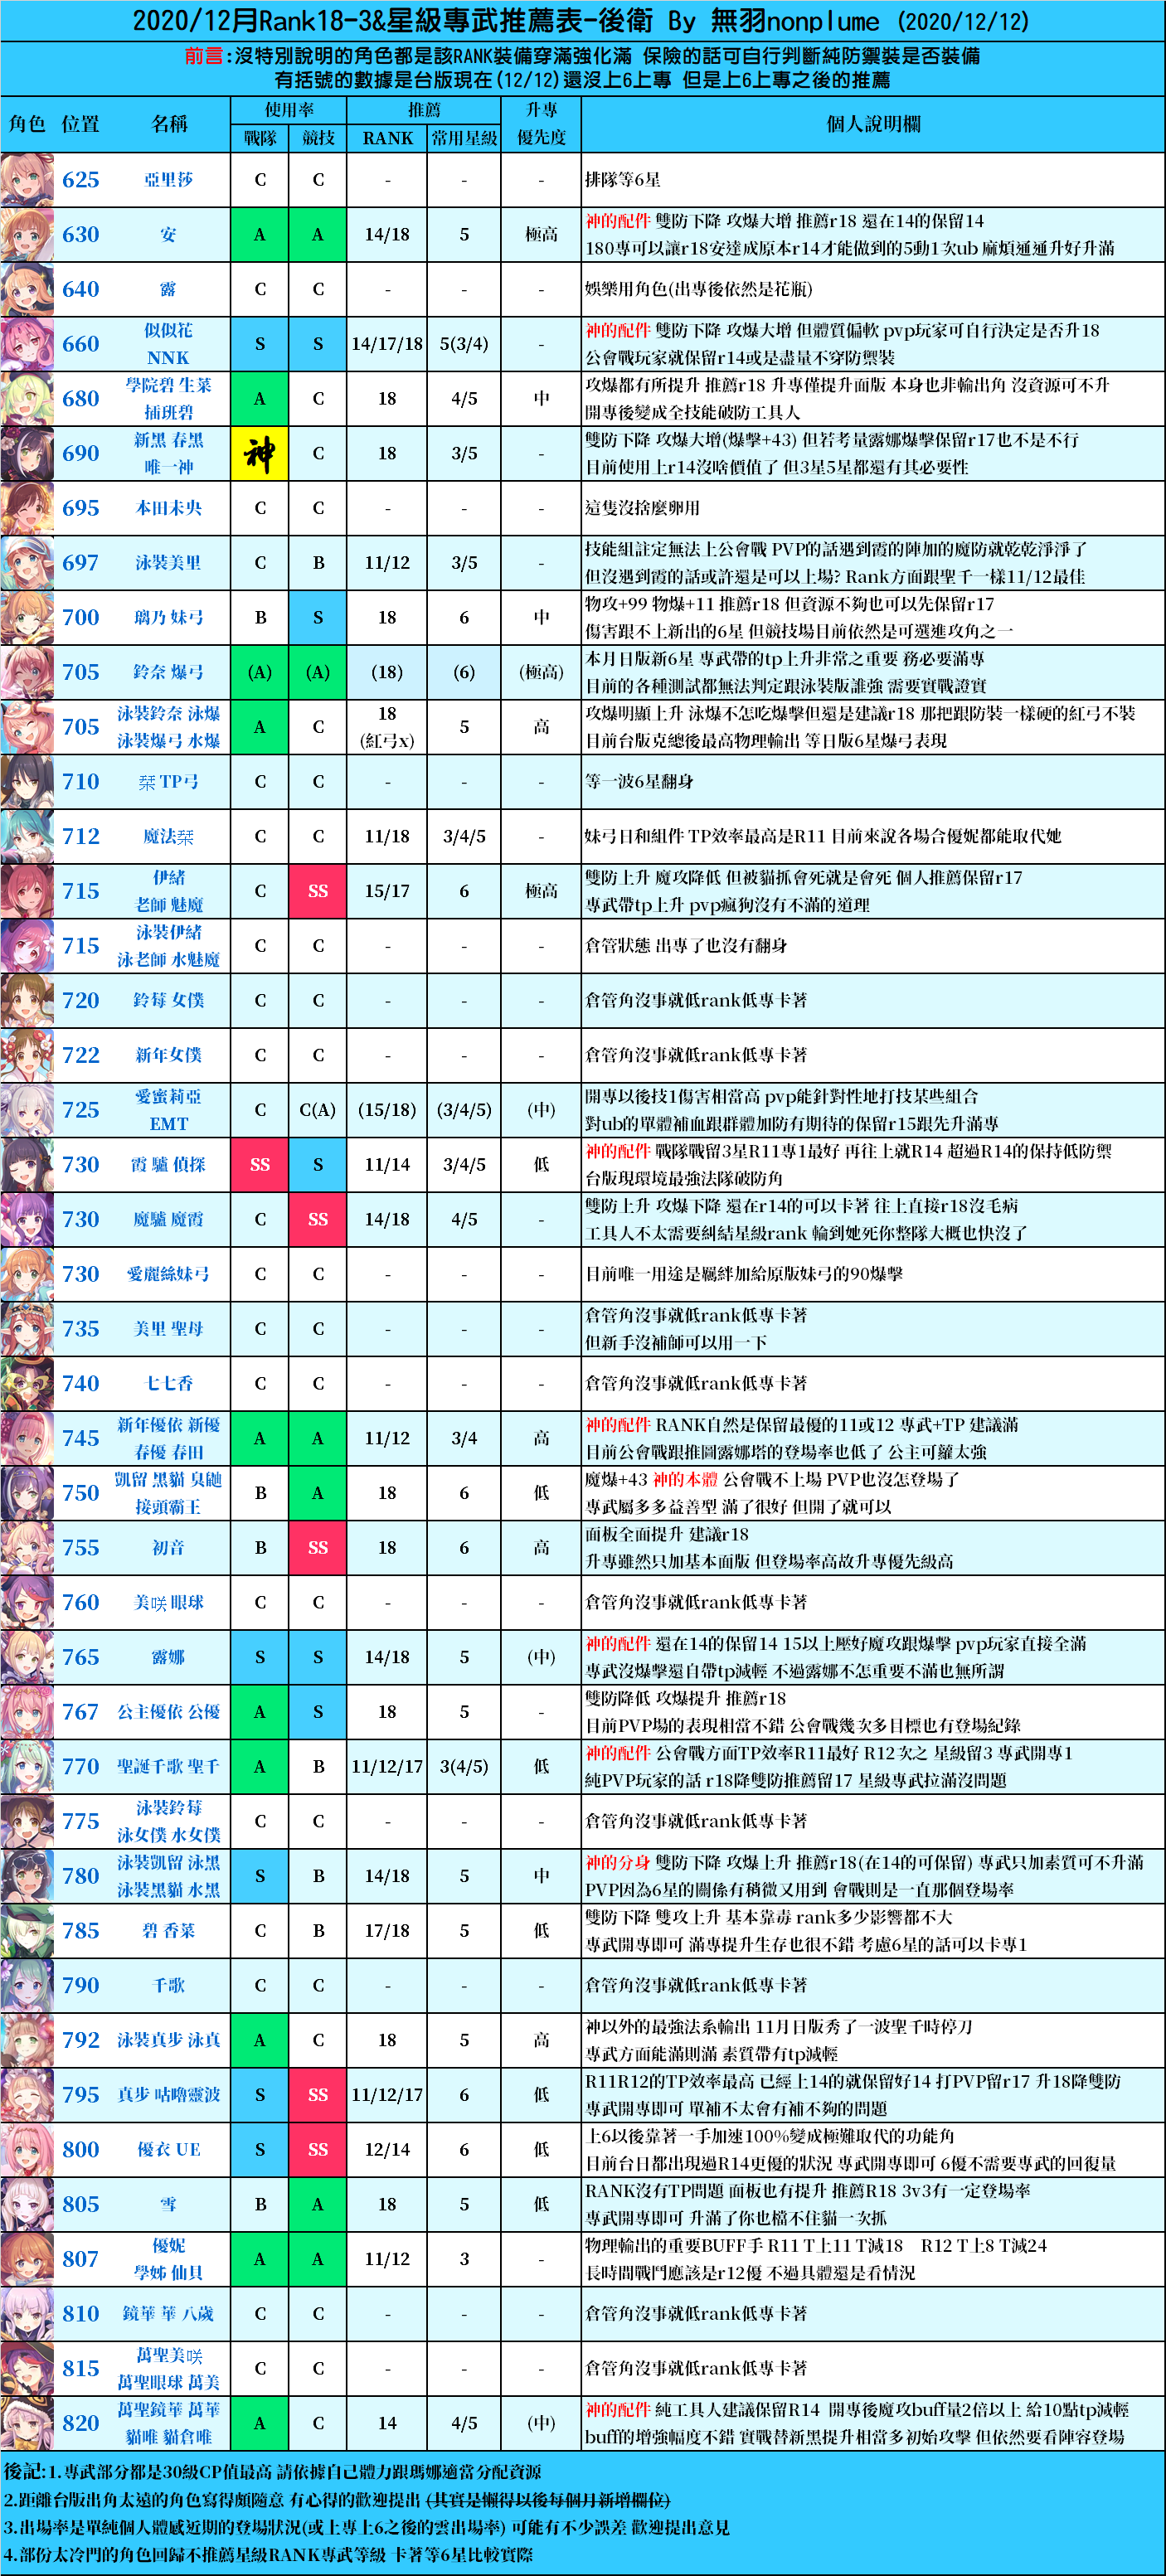 2020/12月Rank18-3&星級專武推薦表-後衛 By 無羽nonplume (2020/12/12)
前言:沒特別說明的角色都是該RANK裝備穿滿強化滿 保險的話可自行判斷純防禦裝是否裝備
有括號的數據是台版現在(12/12)還沒上6上專 但是上6上專之後的推薦
角色 位置 名稱 使用率 推薦 升專 個人說明欄
戰隊 競技 RANK 常用星級 優先度
625 亞里莎 C C - - - 排隊等6星
630 安 A A 14/18 5 極高 神的配件 雙防下降 攻爆大增 推薦r18 還在14的保留14
180專可以讓r18安達成原本r14才能做到的5動1次ub 麻煩通通升好升滿
640 露 C C - - - 娛樂用角色(出專後依然是花瓶)
660 似似花 NNK S S 14/17/18 5(3/4) - 神的配件 雙防下降 攻爆大增 但體質偏軟 pvp玩家可自行決定是否升18
公會戰玩家就保留r14或是盡量不穿防禦裝
680 學院碧 生菜 插班碧 A C 18 4/5 中 攻爆都有所提升 推薦r18 升專僅提升面版 本身也非輸出角 沒資源可不升
開專後變成全技能破防工具人
690 新黑 春黑 唯一神 神 C 18 3/5 - 雙防下降 攻爆大增(爆擊+43) 但若考量露娜爆擊保留r17也不是不行
目前使用上r14沒啥價值了 但3星5星都還有其必要性
695 本田未央 C C - - - 這隻沒捨麼卵用
697 泳裝美里 C B 11/12 3/5 - 技能組註定無法上公會戰 PVP的話遇到霞的陣加的魔防就乾乾淨淨了
但沒遇到霞的話或許還是可以上場? Rank方面跟聖千一樣11/12最佳
700 璃乃 妹弓 B S 18 6 中 物攻+99 物爆+11 推薦r18 但資源不夠也可以先保留r17
傷害跟不上新出的6星 但競技場目前依然是可選進攻角之一
705 鈴奈 爆弓 (A) (A) (18) (6) (極高) 本月日版新6星 專武帶的tp上升非常之重要 務必要滿專
目前的各種測試都無法判定跟泳裝版誰強 需要實戰證實
705 泳裝鈴奈 泳爆 泳裝爆弓 水爆 A C 18 (紅弓x) 5 高 攻爆明顯上升 泳爆不怎吃爆擊但還是建議r18 那把跟防裝一樣硬的紅弓不裝
目前台版克總後最高物理輸出 等日版6星爆弓表現
710 栞 TP弓 C C - - - 等一波6星翻身
712 魔法栞 C C 11/18 3/4/5 - 妹弓日和組件 TP效率最高是R11 目前來說各場合優妮都能取代她
715 伊緒 老師 魅魔 C SS 15/17 6 極高 雙防上升 魔攻降低 但被貓抓會死就是會死 個人推薦保留r17
專武帶tp上升 pvp瘋狗沒有不滿的道理
715 泳裝伊緒 泳老師 水魅魔 C C - - - 倉管狀態 出專了也沒有翻身
720 鈴莓 女僕 C C - - - 倉管角沒事就低rank低專卡著
722 新年女僕 C C - - - 倉管角沒事就低rank低專卡著
725 愛蜜莉亞 EMT C C(A) (15/18) (3/4/5) (中) 開專以後技1傷害相當高 pvp能針對性地打技某些組合
對ub的單體補血跟群體加防有期待的保留r15跟先升滿專
730 霞 驢 偵探 SS S 11/14 3/4/5 低 神的配件 戰隊戰留3星R11專1最好 再往上就R14 超過R14的保持低防禦
台版現環境最強法隊破防角
730 魔驢 魔霞 C SS 14/18 4/5 - 雙防上升 攻爆下降 還在r14的可以卡著 往上直接r18沒毛病
工具人不太需要糾結星級rank 輪到她死你整隊大概也快沒了
730 愛麗絲妹弓 C C - - - 目前唯一用途是羈絆加給原版妹弓的90爆擊
735 美里 聖母 C C - - - 倉管角沒事就低rank低專卡著
但新手沒補師可以用一下
740 七七香 C C - - - 倉管角沒事就低rank低專卡著
745 新年優依 新優 春優 春田 A A 11/12 3/4 高 神的配件 RANK自然是保留最優的11或12 專武+TP 建議滿
目前公會戰跟推圖露娜塔的登場率也低了 公主可羅太強
750 凱留 黑貓 臭鼬 接頭霸王 B A 18 6 低 魔爆+43 神的本體 公會戰不上場 PVP也沒怎登場了
專武屬多多益善型 滿了很好 但開了就可以
755 初音 B SS 18 6 高 面板全面提升 建議r18
升專雖然只加基本面版 但登場率高故升專優先級高
760 美咲 眼球 C C - - - 倉管角沒事就低rank低專卡著
765 露娜 S S 14/18 5 (中) 神的配件 還在14的保留14 15以上壓好魔攻跟爆擊 pvp玩家直接全滿
專武沒爆擊還自帶tp減輕 不過露娜不怎重要不滿也無所謂
767 公主優依 公優 A S 18 5 - 雙防降低 攻爆提升 推薦r18
目前PVP場的表現相當不錯 公會戰幾次多目標也有登場紀錄
770 聖誕千歌 聖千 A B 11/12/17 3(4/5) 低 神的配件 公會戰方面TP效率R11最好 R12次之 星級留3 專武開專1
純PVP玩家的話 r18降雙防推薦留17 星級專武拉滿沒問題
775 泳裝鈴莓 泳女僕 水女僕 C C - - - 倉管角沒事就低rank低專卡著
780 泳裝凱留 泳黑 泳裝黑貓 水黑 S B 14/18 5 中 神的分身 雙防下降 攻爆上升 推薦r18(在14的可保留) 專武只加素質可不升滿
PVP因為6星的關係有稍微又用到 會戰則是一直那個登場率
785 碧 香菜 C B 17/18 5 低 雙防下降 雙攻上升 基本靠毒 rank多少影響都不大
專武開專即可 滿專提升生存也很不錯 考慮6星的話可以卡專1
790 千歌 C C - - - 倉管角沒事就低rank低專卡著
792 泳裝真步 泳真 A C 18 5 高 神以外的最強法系輸出 11月日版秀了一波聖千時停刀
專武方面能滿則滿 素質帶有tp減輕
795 真步 咕嚕靈波 S SS 11/12/17 6 低 R11R12的TP效率最高 已經上14的就保留好14 打PVP留r17 升18降雙防
專武開專即可 單補不太會有補不夠的問題
800 優衣 UE S SS 12/14 6 低 上6以後靠著一手加速100%變成極難取代的功能角
目前台日都出現過R14更優的狀況 專武開專即可 6優不需要專武的回復量
805 雪 B A 18 5 低 RANK沒有TP問題 面板也有提升 推薦R18 3v3有一定登場率
專武開專即可 升滿了你也檔不住貓一次抓
807 優妮 學姊 仙貝 A A 11/12 3 - 物理輸出的重要BUFF手 R11 T上11 T減18 R12 T上8 T減24
長時間戰鬥應該是r12優 不過具體還是看情況
810 鏡華 華 八歲 C C - - - 倉管角沒事就低rank低專卡著
815 萬聖美咲 萬聖眼球 萬美 C C - - - 倉管角沒事就低rank低專卡著
820 萬聖鏡華 萬華 貓唯 貓倉唯 A C 14 4/5 (中) 神的配件 純工具人建議保留R14 開專後魔攻buff量2倍以上 給10點tp減輕
buff的增強幅度不錯 實戰替新黑提升相當多初始攻擊 但依然要看陣容登場
後記:1.專武部分都是30級CP值最高 請依據自己體力跟瑪娜適當分配資源
2.距離台版出角太遠的角色寫得頗隨意 有心得的歡迎提出 (其實是懶得以後每個月新增欄位)
3.出場率是單純個人體感近期的登場狀況(或上專上6之後的雲出場率) 可能有不少誤差 歡迎提出意見
4.部份太冷門的角色回歸不推薦星級RANK專武等級 卡著等6星比較實際